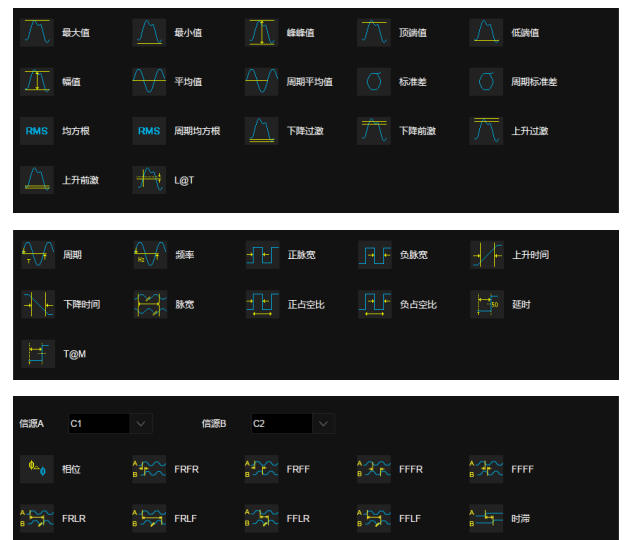 最大值 最小值 峰峰值 顶端值 低端值
幅值 平均值 周期平均值 标准差 周期标准差
RMS 均方根 RMS 周期均方根 下降过激 下降前激 上升过激
上升前激 L@T
T 周期 Hz 频率 正脉宽 负脉宽 上升时间
下降时间 脉宽 正占空比 负占空比 50 延时
T@M
信源A C1 信源B C2
Φ Φ 相位 A B FRFR A B FRFF A B FFFR A B FFFF
A B FRLR A B FRLF A B FFLR A B FFLF A B 时滞